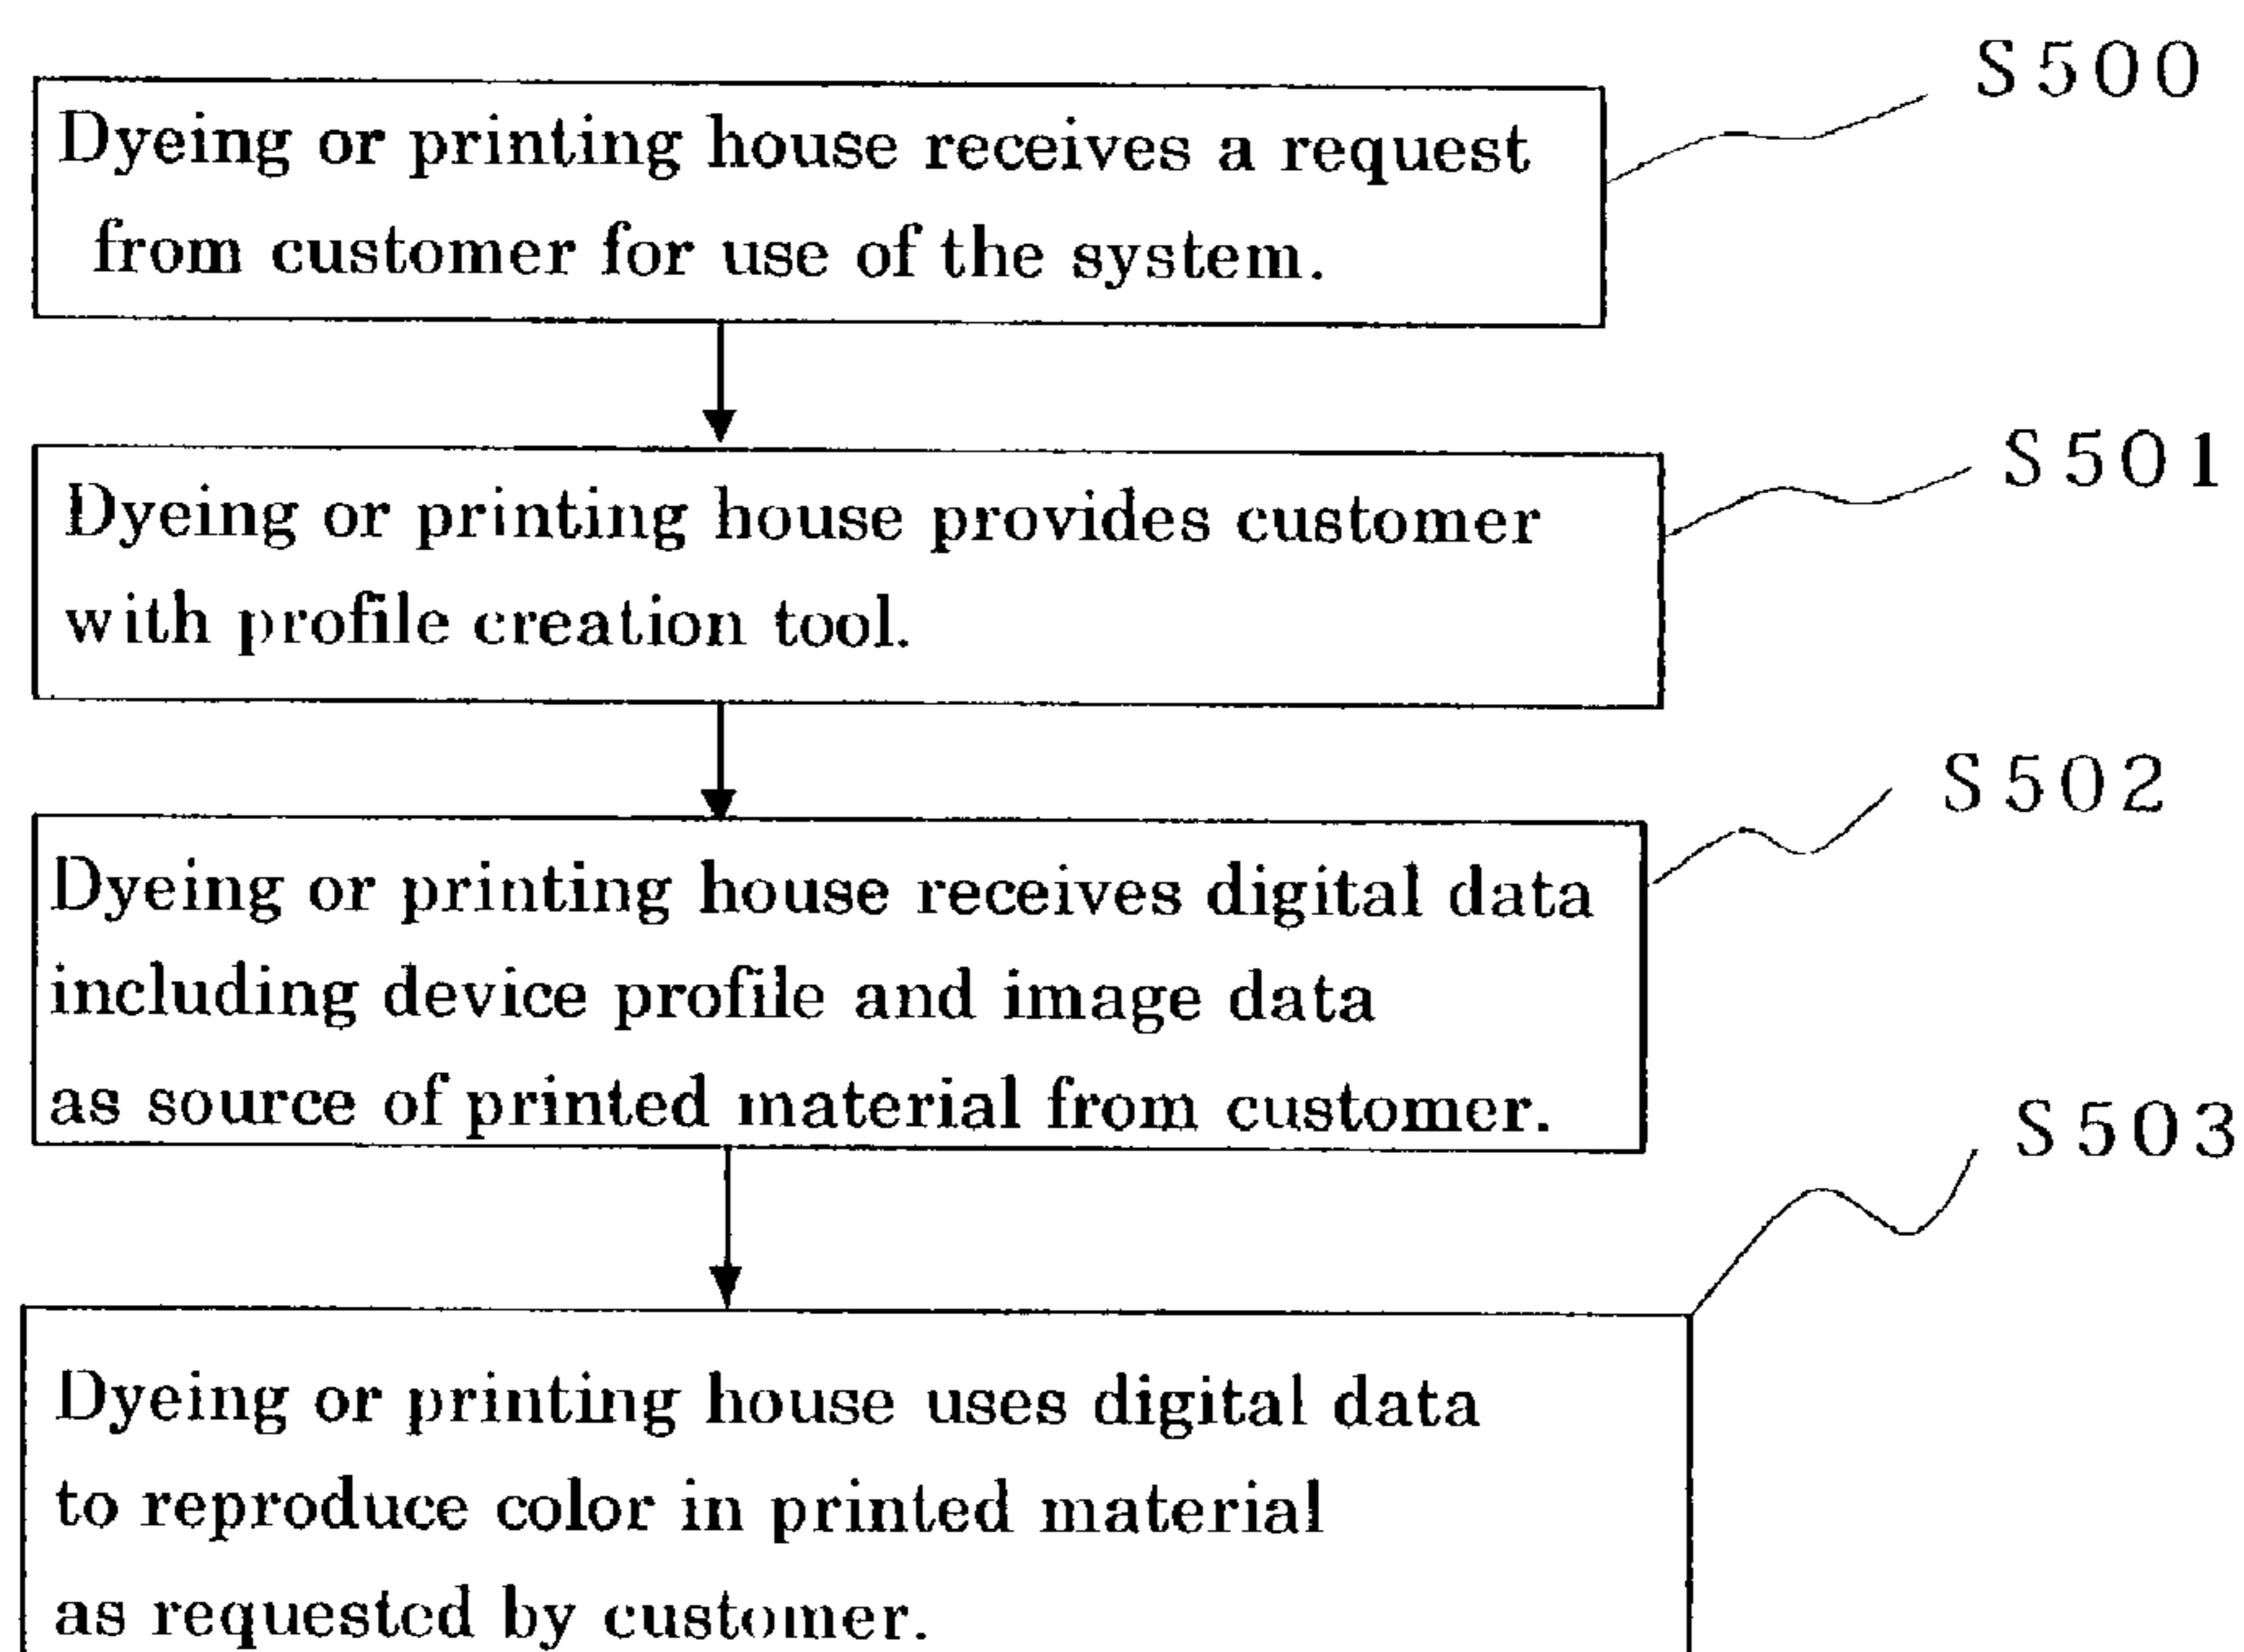 S500
Dyeing or printing house receives a request
from customer for use of the system.
S501
Dyeing or printing house provides customer
with profile creation tool.
S502
Dyeing or printing house receives digital data
including device profile and image data
as source of printed material from customer.
S503
Dyeing or printing house uses digital data
to reproduce color in printed material
as requested by customer.